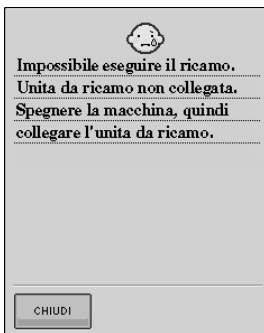 Impossibile eseguire il ricamo.
Unita da ricamo non collegata.
Spegnere la macchina, quindi
collegare l'unita da ricamo.
CHIUDI